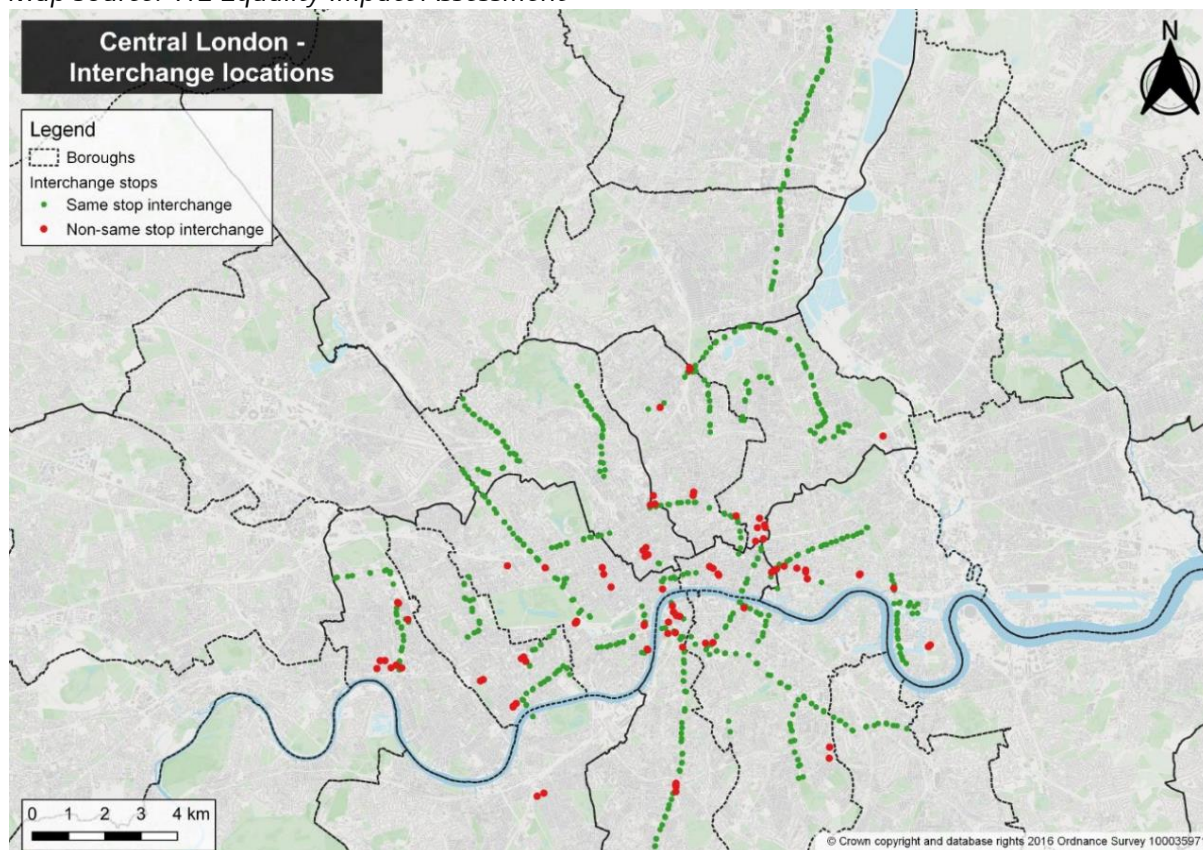 Map source: TfL Equality Impact Assessment
Central London -
Interchange locations
N
Legend
Boroughs
Interchange stops
Same stop interchange
Non-same stop interchange
0 1 2 3 4 km
© Crown copyright and database rights 2016 Ordnance Survey 100035971